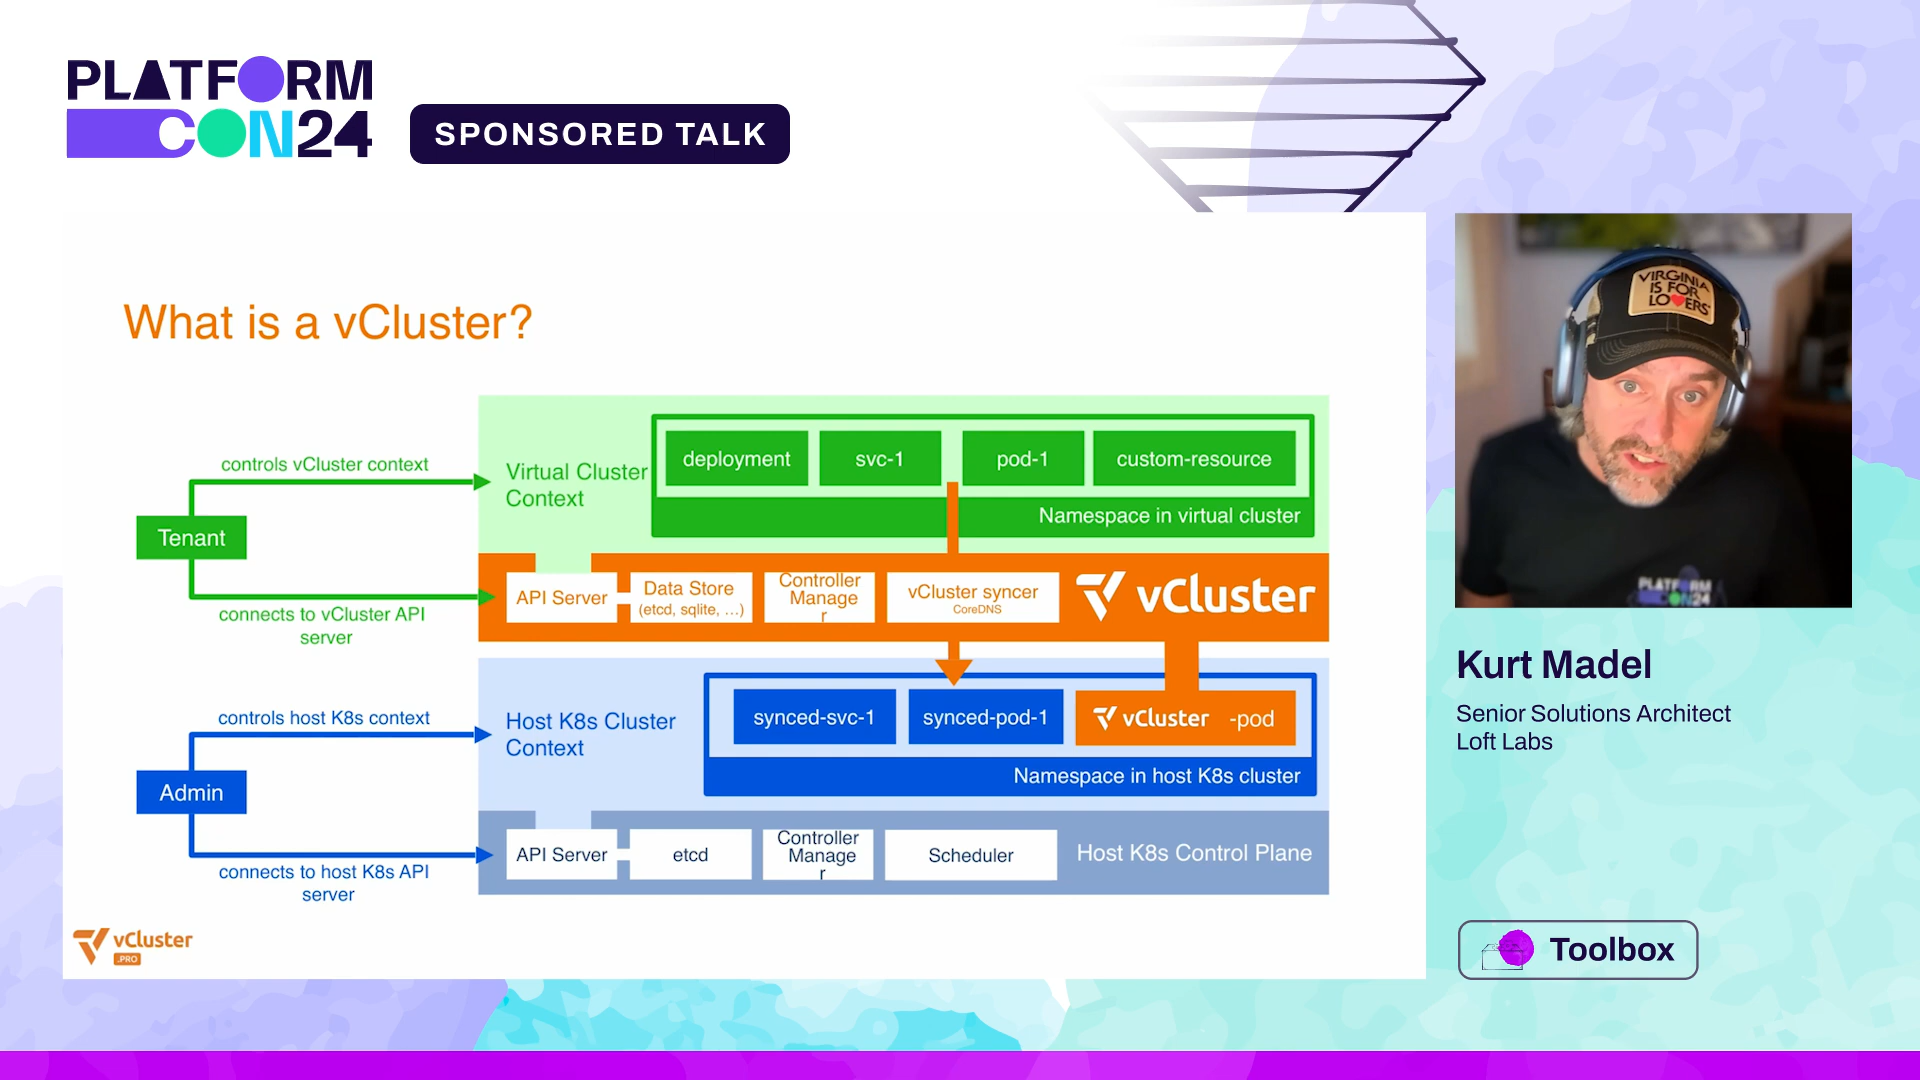 PLATFORM
CON24
SPONSORED TALK
What is a vCluster?
controls vCluster context
Tenant
connects to vCluster API
server
Virtual Cluster
Context
deployment
svc-1
pod-1
custom-resource
Namespace in virtual cluster
API Server
Data Store
(etcd, sqlite, ...)
Controller
Manage
r
vCluster syncer
CoreDNS
vCluster
controls host K8s context
Admin
connects to host K8s API
server
Host K8s Cluster
Context
synced-svc-1
synced-pod-1
vCluster -pod
Namespace in host K8s cluster
API Server
etcd
Controller
Manage
r
Scheduler
Host K8s Control Plane
vCluster
.PRO
VIRGINIA
IS FOR
LO♥ERS
PLATFORM
CON24
Kurt Madel
Senior Solutions Architect
Loft Labs
Toolbox